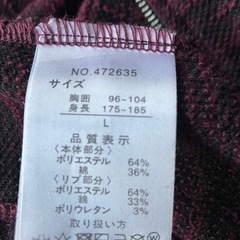 NO.472635
サイズ
胸囲 96-104
身長 175-185
L
品質表示
〈本体部分〉
ポリエステル 64%
綿 36%
〈リブ部分〉
ポリエステル 64%
綿 33%
ポリウレタン 3%
取り扱い方